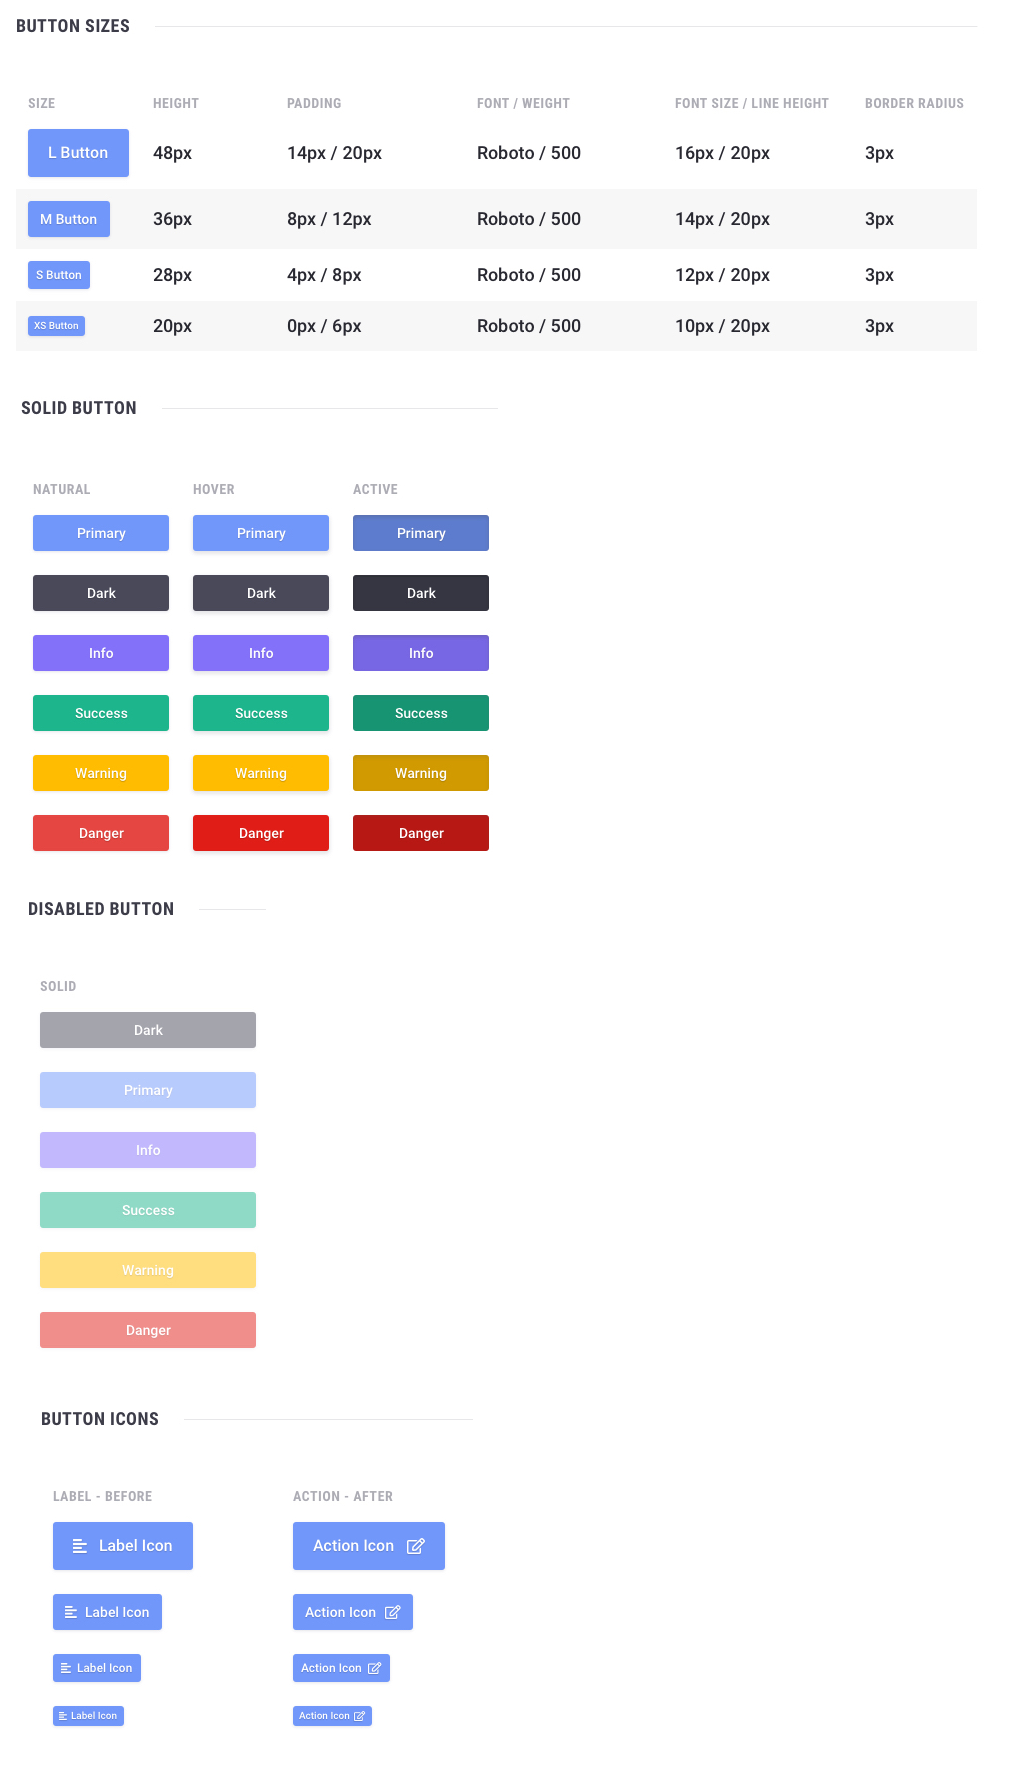 BUTTON SIZES
SIZE HEIGHT PADDING FONT / WEIGHT FONT SIZE / LINE HEIGHT BORDER RADIUS
L Button 48px 14px / 20px Roboto / 500 16px / 20px 3px
M Button 36px 8px / 12px Roboto / 500 14px / 20px 3px
S Button 28px 4px / 8px Roboto / 500 12px / 20px 3px
XS Button 20px 0px / 6px Roboto / 500 10px / 20px 3px
SOLID BUTTON
NATURAL HOVER ACTIVE
Primary Primary Primary
Dark Dark Dark
Info Info Info
Success Success Success
Warning Warning Warning
Danger Danger Danger
DISABLED BUTTON
SOLID
Dark
Primary
Info
Success
Warning
Danger
BUTTON ICONS
LABEL - BEFORE ACTION - AFTER
Label Icon Action Icon
Label Icon Action Icon
Label Icon Action Icon
Label Icon Action Icon